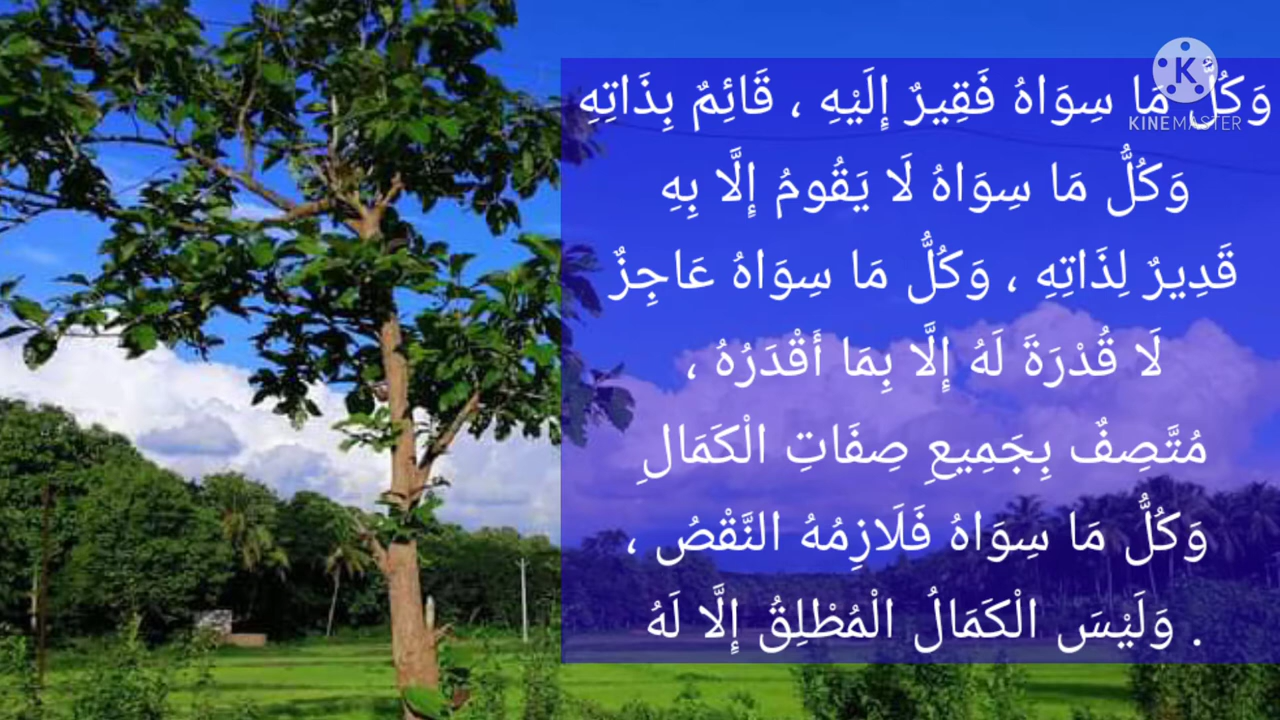 وَكُلُّ مَا سِوَاهُ فَقِيرٌ إِلَيْهِ ، قَائِمٌ بِذَاتِهِ
وَكُلُّ مَا سِوَاهُ لَا يَقُومُ إِلَّا بِهِ
قَدِيرٌ لِذَاتِهِ ، وَكُلُّ مَا سِوَاهُ عَاجِزٌ
لَا قُدْرَةَ لَهُ إِلَّا بِمَا أَقْدَرُهُ ،
مُتَّصِفٌ بِجَمِيعِ صِفَاتِ الْكَمَالِ
وَكُلُّ مَا سِوَاهُ فَلَازِمُهُ النَّقْصُ ،
. وَلَيْسَ الْكَمَالُ الْمُطْلِقُ إِلَّا لَهُ
KINEMASTER